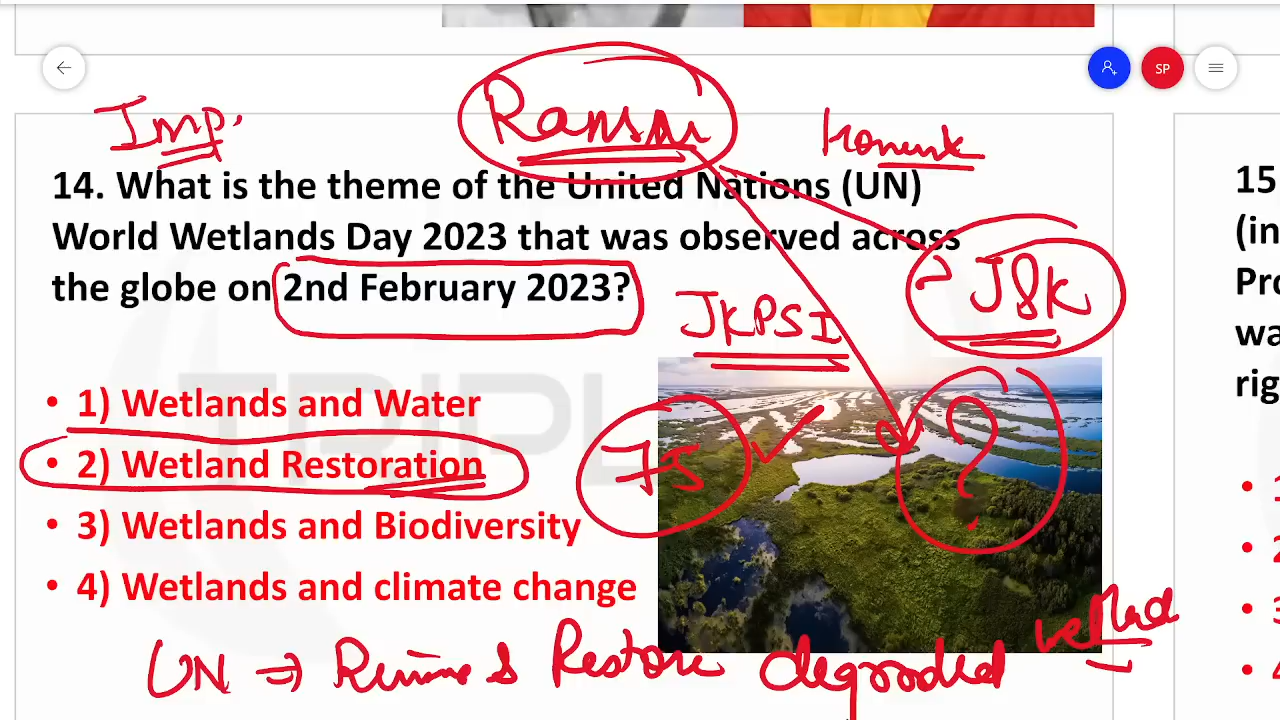 SP
Imp.
Ramsar
14. What is the theme of the United Nations (UN)
World Wetlands Day 2023 that was observed across
the globe on 2nd February 2023?
J&K
JKPSI
75
?
• 1) Wetlands and Water
• 2) Wetland Restoration
• 3) Wetlands and Biodiversity
• 4) Wetlands and climate change
UN ⇒ Revive & Restore degraded wetland
15
(in
Pro
wa
rig